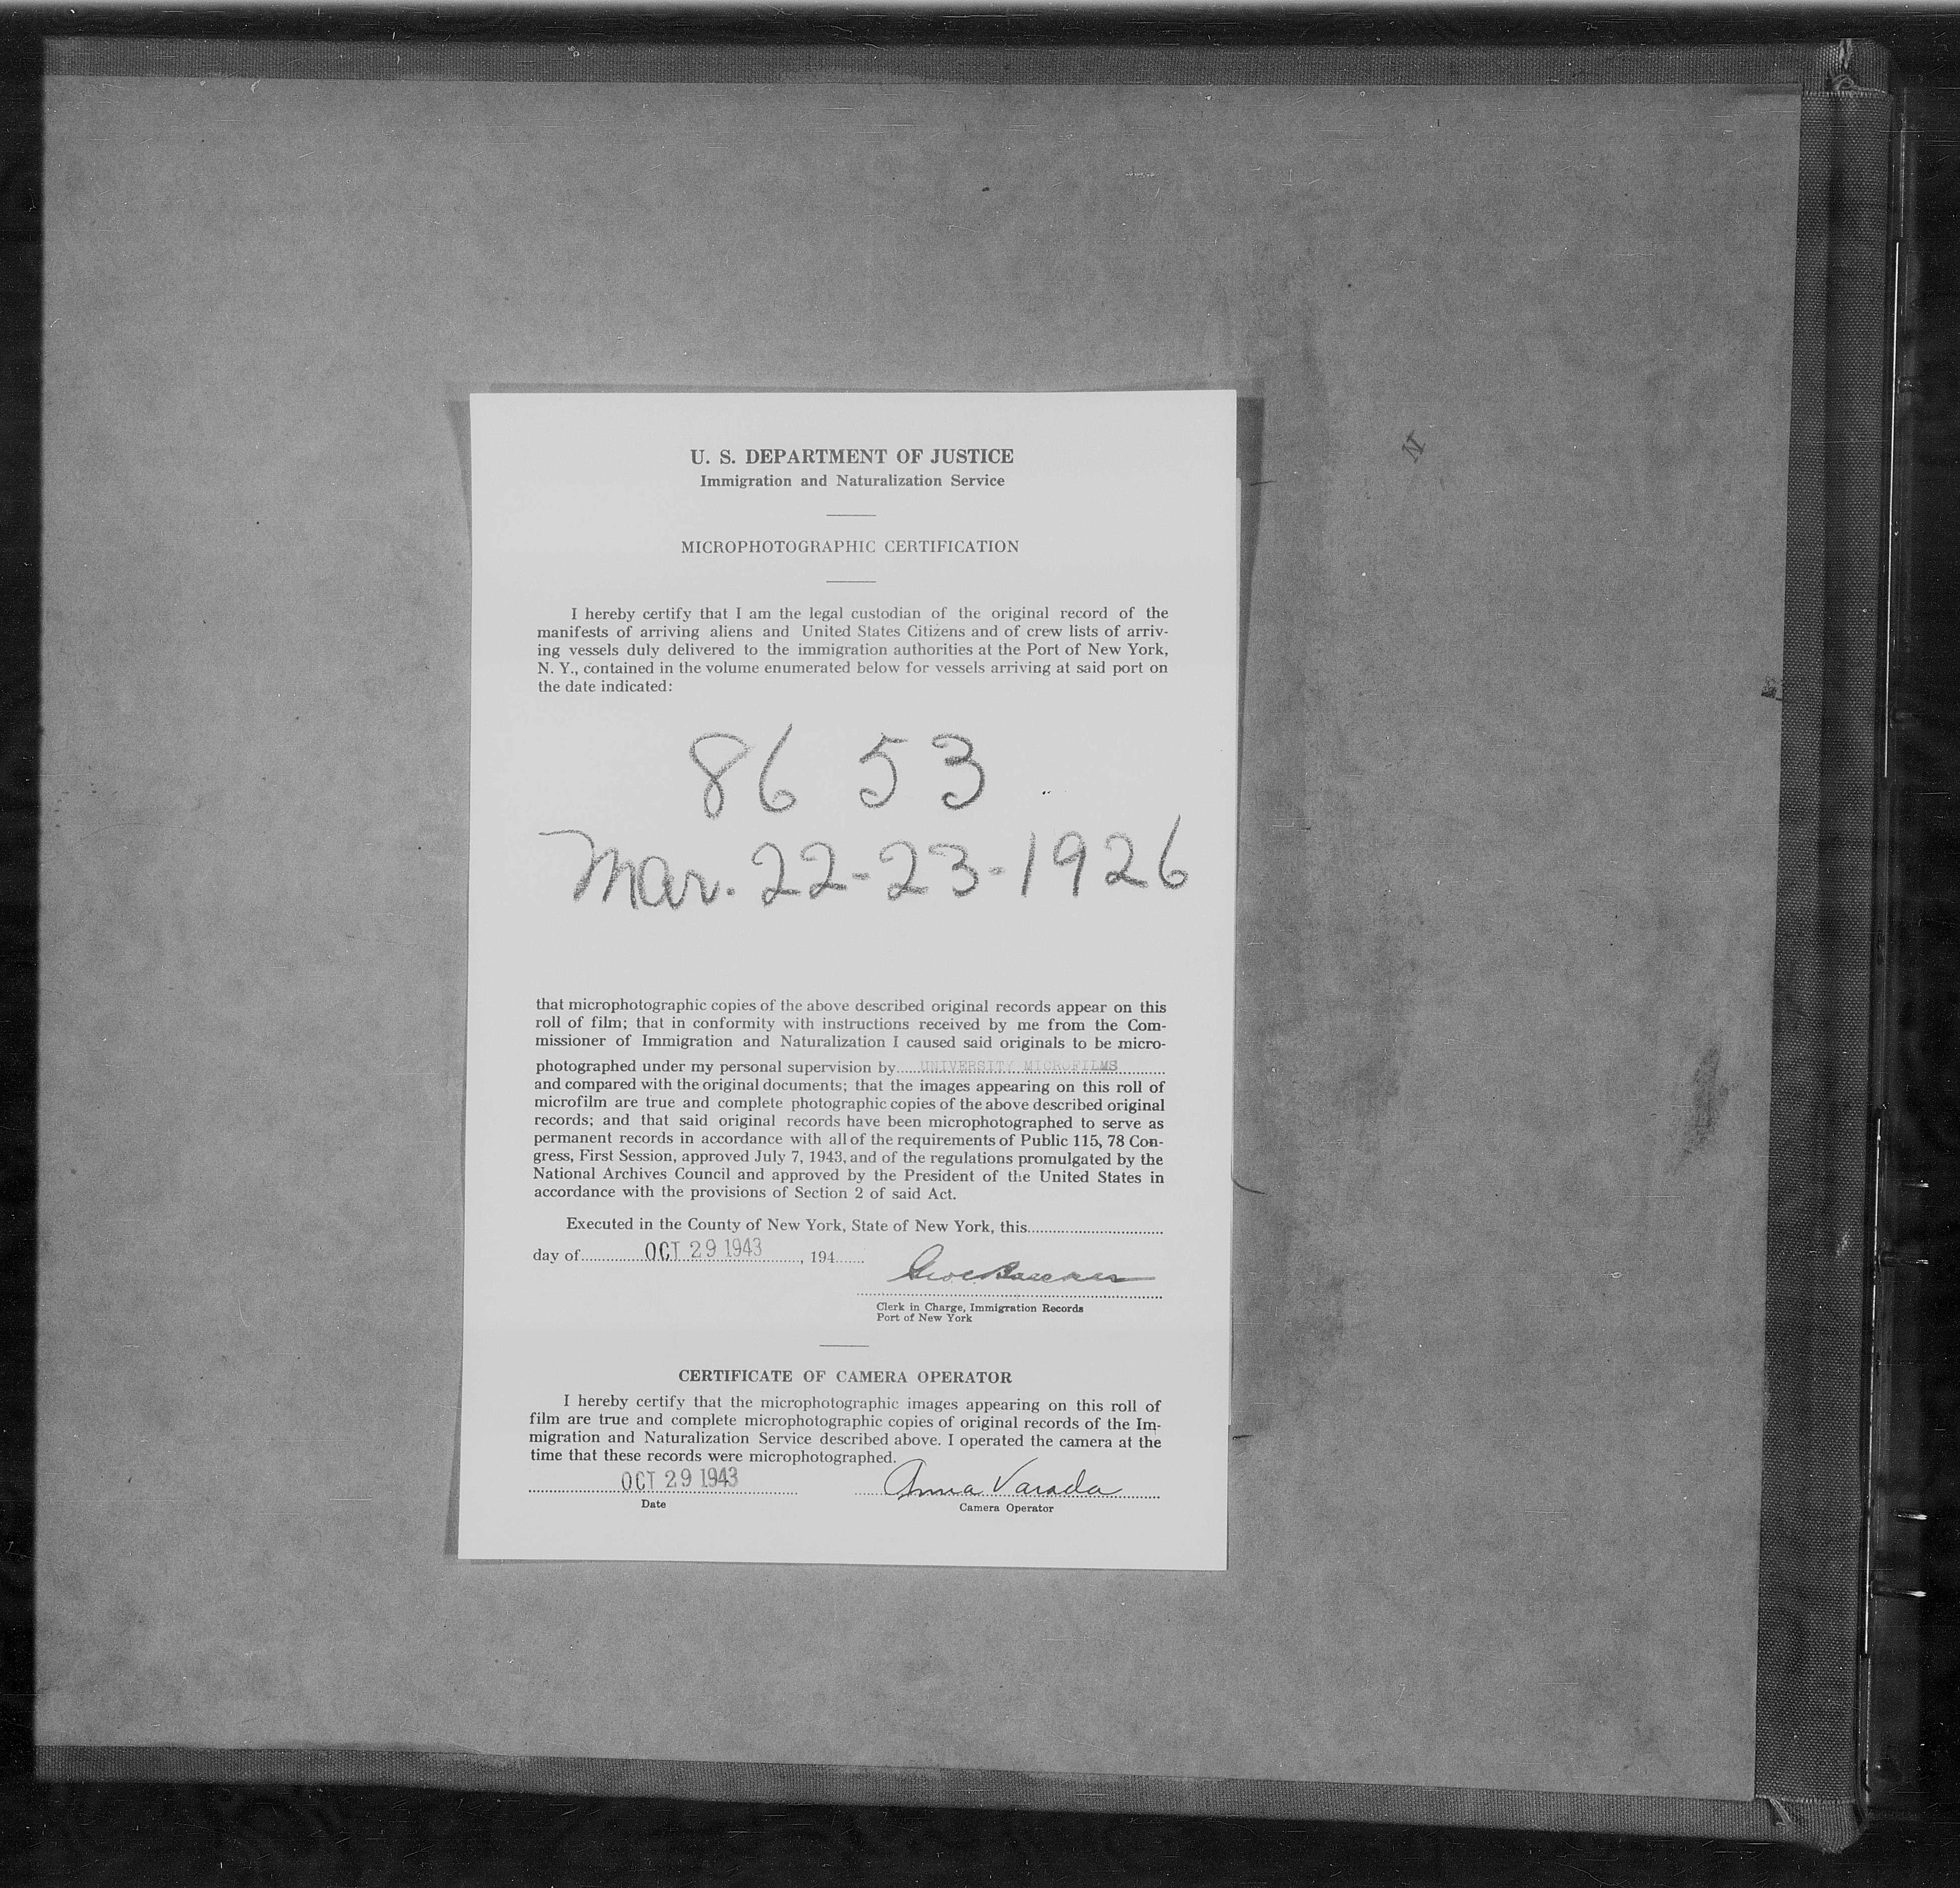 U. S. DEPARTMENT OF JUSTICE
Immigration and Naturalization Service
MICROPHOTOGRAPHIC CERTIFICATION
I hereby certify that I am the legal custodian of the original record of the
manifests of arriving aliens and United States Citizens and of crew lists of arriv-
ing vessels duly delivered to the immigration authorities at the Port of New York,
N. Y., contained in the volume enumerated below for vessels arriving at said port on
the date indicated:
8653
Mar. 22-23-1926
that microphotographic copies of the above described original records appear on this
roll of film; that in conformity with instructions received by me from the Com-
missioner of Immigration and Naturalization I caused said originals to be micro-
photographed under my personal supervision by UNIVERSITY MICROFILMS
and compared with the original documents; that the images appearing on this roll of
microfilm are true and complete photographic copies of the above described original
records; and that said original records have been microphotographed to serve as
permanent records in accordance with all of the requirements of Public 115, 78 Con-
gress, First Session, approved July 7, 1943, and of the regulations promulgated by the
National Archives Council and approved by the President of the United States in
accordance with the provisions of Section 2 of said Act.
Executed in the County of New York, State of New York, this
day of OCT 29 1943, 194
Clerk in Charge, Immigration Records
Port of New York
CERTIFICATE OF CAMERA OPERATOR
I hereby certify that the microphotographic images appearing on this roll of
film are true and complete microphotographic copies of original records of the Im-
migration and Naturalization Service described above. I operated the camera at the
time that these records were microphotographed.
OCT 29 1943 Anna Varada
Date Camera Operator
N